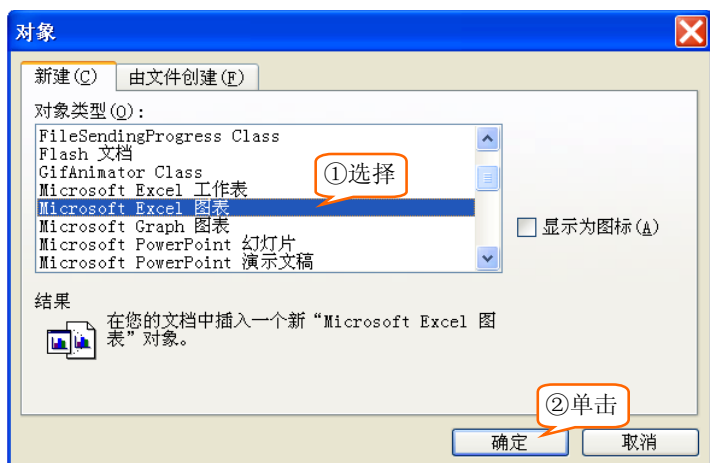 对象
新建(C)
由文件创建(F)
对象类型(O):
FileSendingProgress Class
Flash 文档
GifAnimator Class
Microsoft Excel 工作表
Microsoft Excel 图表
Microsoft Graph 图表
Microsoft PowerPoint 幻灯片
Microsoft PowerPoint 演示文稿
①选择
显示为图标(A)
结果
在您的文档中插入一个新“Microsoft Excel 图
表”对象。
②单击
确定
取消